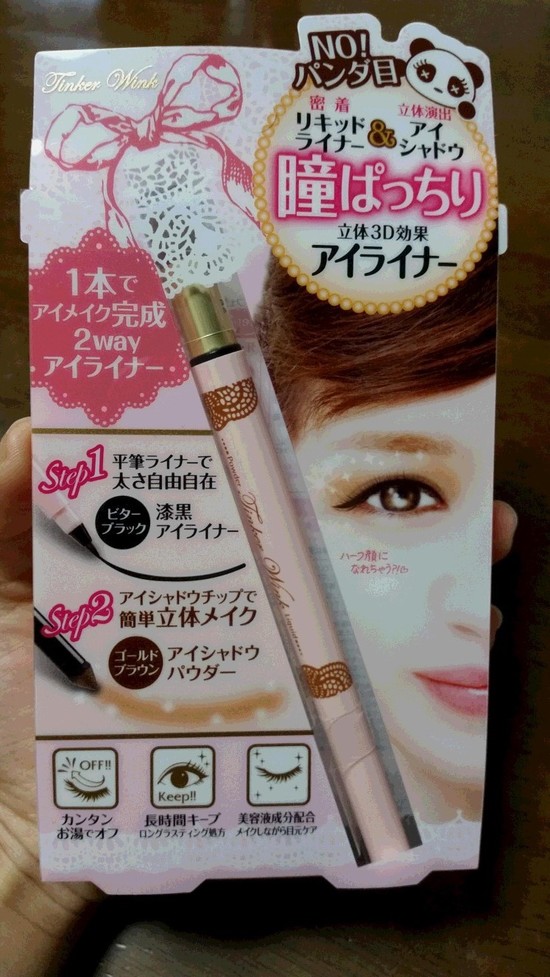 Tinker Wink
NO!
パンダ目
密着
リキッド
ライナー
&
立体演出
アイ
シャドウ
瞳ぱっちり
立体3D効果
アイライナー
1本で
アイメイク完成
2way
アイライナー
Step1
平筆ライナーで
太さ自由自在
ビター
ブラック
漆黒
アイライナー
Step2
アイシャドウチップで
簡単立体メイク
ゴールド
ブラウン
アイシャドウ
パウダー
Powder
Tinker Wink
Liquid
ハーフ顔に
なれちゃう
OFF!!
カンタン
お湯でオフ
Keep!!
長時間キープ
ロングラスティング処方
美容液成分配合
メイクしながら目元ケア